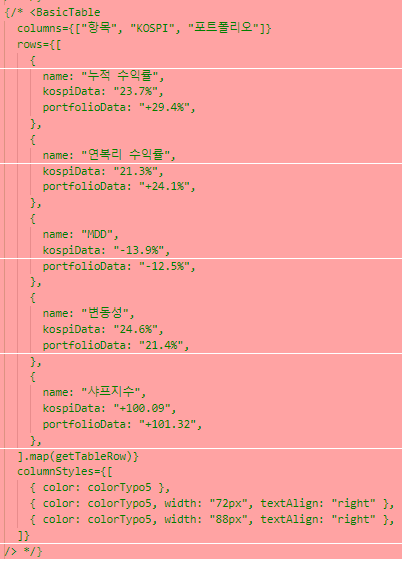 {/* <BasicTable
columns={["항목", "KOSPI", "포트폴리오"]}
rows={[
{
name: "누적 수익률",
kospiData: "23.7%",
portfolioData: "+29.4%",
},
{
name: "연복리 수익률",
kospiData: "21.3%",
portfolioData: "+24.1%",
},
{
name: "MDD",
kospiData: "-13.9%",
portfolioData: "-12.5%",
},
{
name: "변동성",
kospiData: "24.6%",
portfolioData: "21.4%",
},
{
name: "샤프지수",
kospiData: "+100.09",
portfolioData: "+101.32",
},
].map(getTableRow)}
columnStyles={[
{ color: colorTypo5 },
{ color: colorTypo5, width: "72px", textAlign: "right" },
{ color: colorTypo5, width: "88px", textAlign: "right" },
]}
/> */}